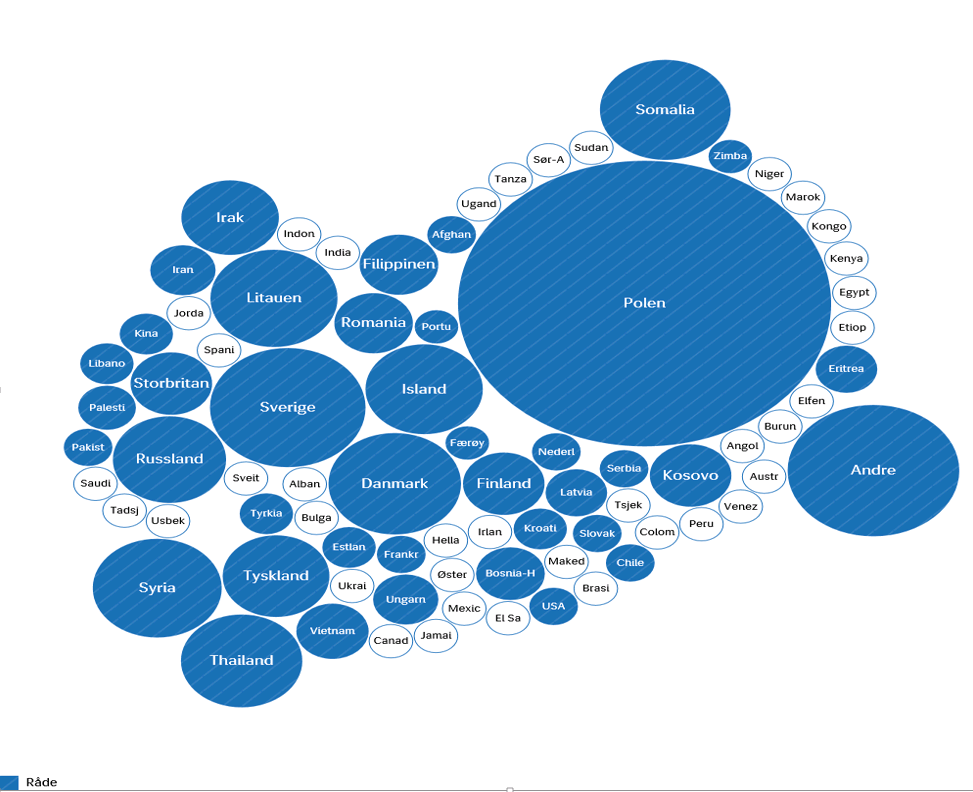 Somalia
Sudan
Zimba
Sør-A
Niger
Tanza
Marok
Ugand
Irak
Kongo
Indon
Afghan
India
Kenya
Filippinen
Iran
Egypt
Litauen
Polen
Jorda
Romania
Portu
Etiop
Kina
Spani
Libano
Eritrea
Storbritan
Island
Elfen
Palesti
Sverige
Burun
Færøy
Angol
Pakist
Nederl
Russland
Serbia
Andre
Kosovo
Sveit
Austr
Saudi
Alban
Danmark
Finland
Latvia
Tsjek
Venez
Tadsj
Tyrkia
Bulga
Usbek
Peru
Kroati
Irlan
Slovak
Colom
Hella
Estlan
Frankr
Maked
Chile
Bosnia-H
Øster
Tyskland
Syria
Ukrai
Brasi
Ungarn
USA
Mexic
El Sa
Vietnam
Jamai
Canad
Thailand
Råde